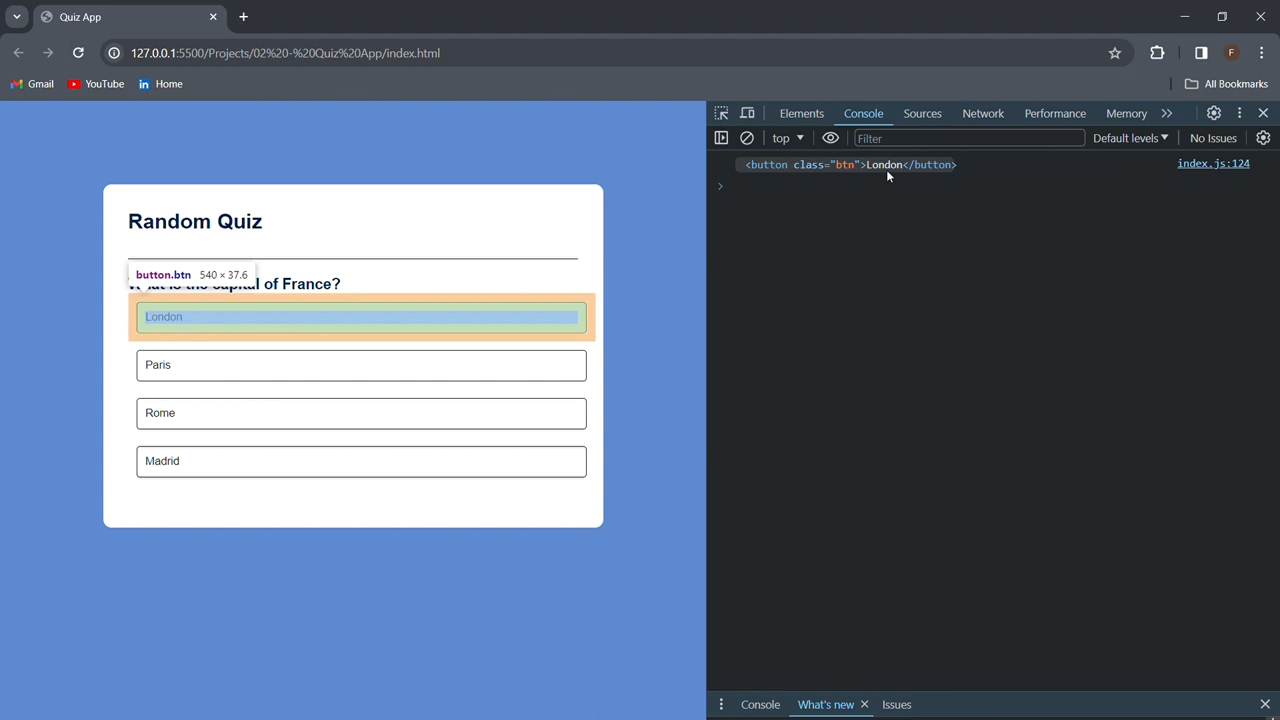 Quiz App
127.0.0.1:5500/Projects/02%20-%20Quiz%20App/index.html
F
Gmail YouTube in Home All Bookmarks
Elements Console Sources Network Performance Memory
top Filter Default levels No Issues
<button class="btn">London</button> index.js:124
Random Quiz
button.btn 540 × 37.6
of France?
London
Paris
Rome
Madrid
Console What's new Issues